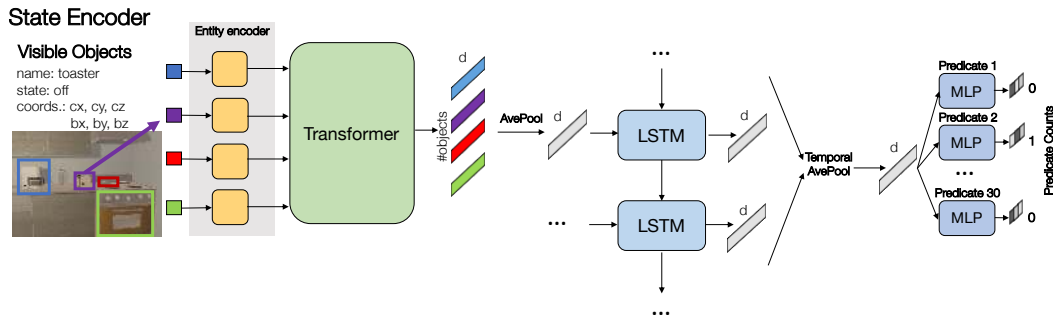 State Encoder
Visible Objects
name: toaster
state: off
coords.: cx, cy, cz
bx, by, bz
Entity encoder
Transformer
d
#objects
AvePool
d
...
LSTM
d
...
LSTM
d
...
Temporal
AvePool
d
Predicate 1
MLP
0
Predicate 2
MLP
1
...
Predicate 30
MLP
0
Predicate Counts